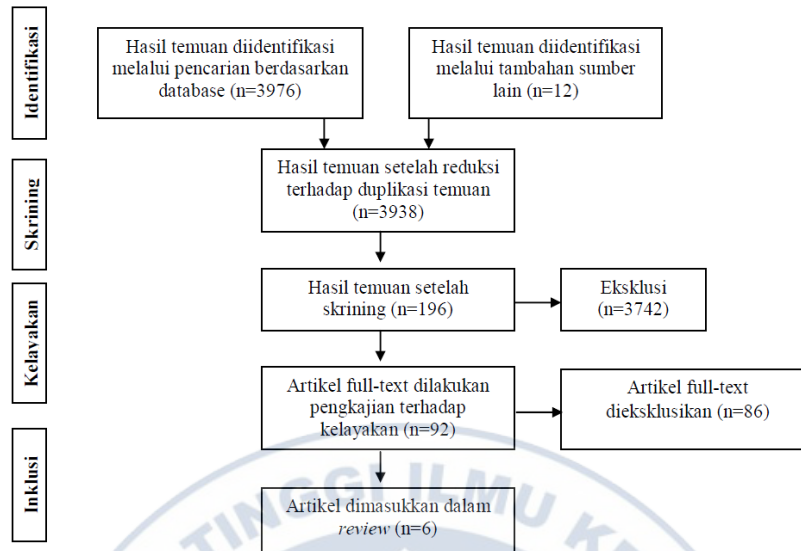 Identifikasi
Hasil temuan diidentifikasi
melalui pencarian berdasarkan
database (n=3976)
Hasil temuan diidentifikasi
melalui tambahan sumber
lain (n=12)
Skrining
Hasil temuan setelah reduksi
terhadap duplikasi temuan
(n=3938)
Hasil temuan setelah
skrining (n=196)
Eksklusi
(n=3742)
Kelayakan
Artikel full-text dilakukan
pengkajian terhadap
kelayakan (n=92)
Artikel full-text
dieksklusikan (n=86)
Inklusi
Artikel dimasukkan dalam
review (n=6)
TINGGI ILMU